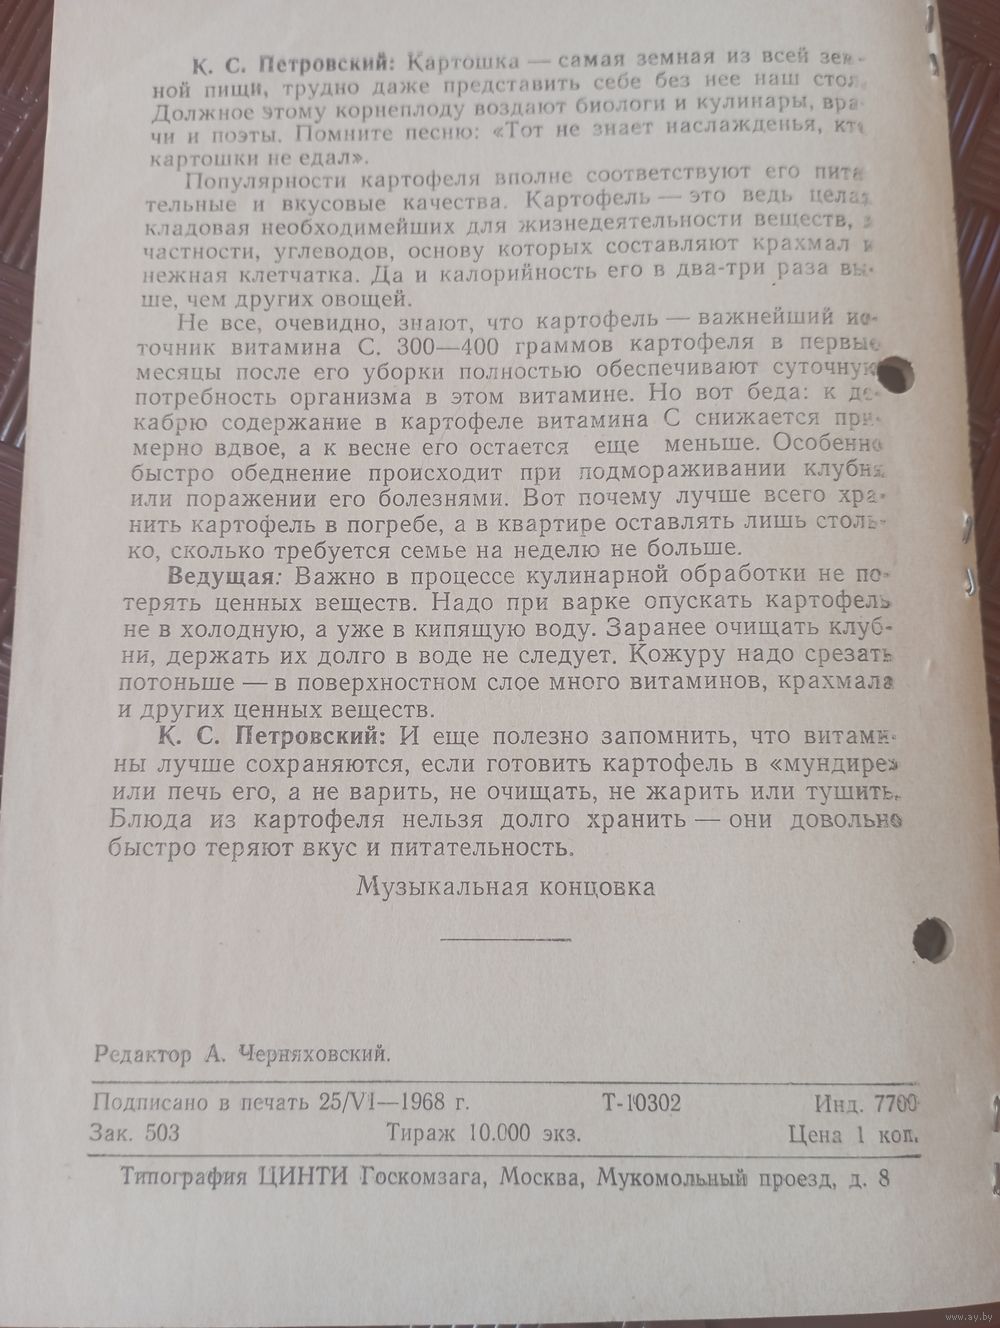 К. С. Петровский: Картошка — самая земная из всей зем-
ной пищи, трудно даже представить себе без нее наш стол.
Должное этому корнеплоду воздают биологи и кулинары, вра-
чи и поэты. Помните песню: «Тот не знает наслажденья, кто
картошки не едал».
Популярности картофеля вполне соответствуют его пита-
тельные и вкусовые качества. Картофель — это ведь целая
кладовая необходимейших для жизнедеятельности веществ, в
частности, углеводов, основу которых составляют крахмал и
нежная клетчатка. Да и калорийность его в два-три раза вы-
ше, чем других овощей.
Не все, очевидно, знают, что картофель — важнейший ис-
точник витамина С. 300—400 граммов картофеля в первые
месяцы после его уборки полностью обеспечивают суточную
потребность организма в этом витамине. Но вот беда: к де-
кабрю содержание в картофеле витамина С снижается при-
мерно вдвое, а к весне его остается еще меньше. Особенно
быстро обеднение происходит при подмораживании клубня
или поражении его болезнями. Вот почему лучше всего хра-
нить картофель в погребе, а в квартире оставлять лишь столь-
ко, сколько требуется семье на неделю не больше.
Ведущая: Важно в процессе кулинарной обработки не по-
терять ценных веществ. Надо при варке опускать картофель
не в холодную, а уже в кипящую воду. Заранее очищать клуб-
ни, держать их долго в воде не следует. Кожуру надо срезать
потоньше — в поверхностном слое много витаминов, крахмала
и других ценных веществ.
К. С. Петровский: И еще полезно запомнить, что витами-
ны лучше сохраняются, если готовить картофель в «мундире»
или печь его, а не варить, не очищать, не жарить или тушить.
Блюда из картофеля нельзя долго хранить — они довольно
быстро теряют вкус и питательность.
Музыкальная концовка
Редактор А. Черняховский.
Подписано в печать 25/VI—1968 г. Т-10302 Инд. 7700
Зак. 503 Тираж 10.000 экз. Цена 1 коп.
Типография ЦИНТИ Госкомзага, Москва, Мукомольный проезд, д. 8
www.ay.by